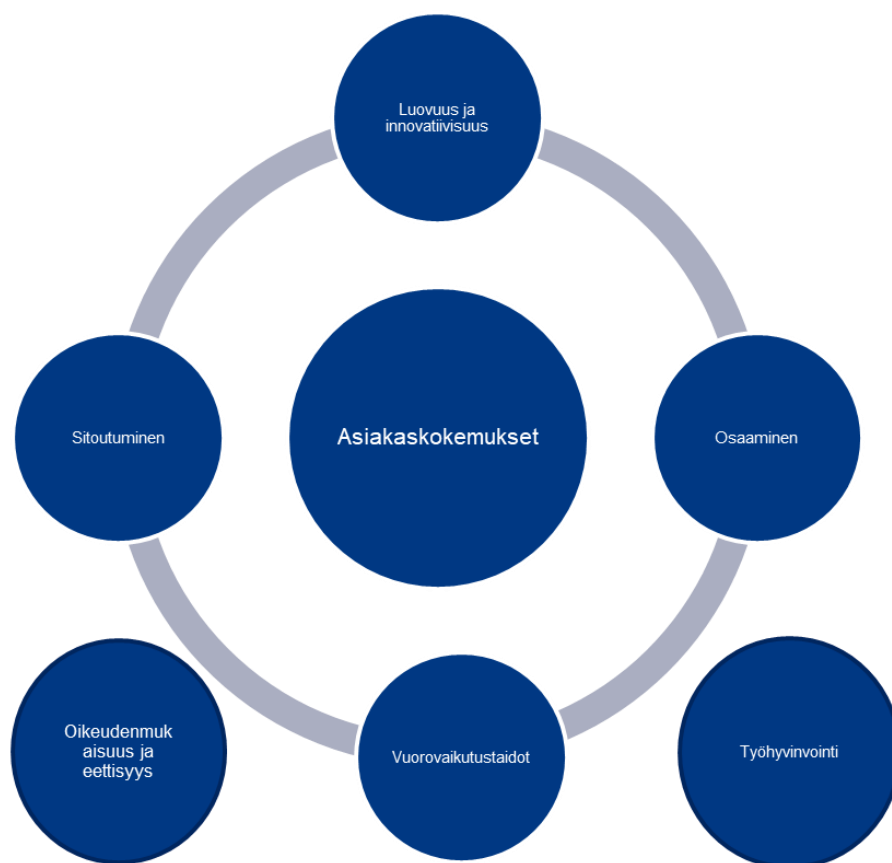 Luovuus ja
innovatiivisuus
Sitoutuminen
Asiakaskokemukset
Osaaminen
Oikeudenmuk
aisuus ja
eettisyys
Vuorovaikutustaidot
Työhyvinvointi